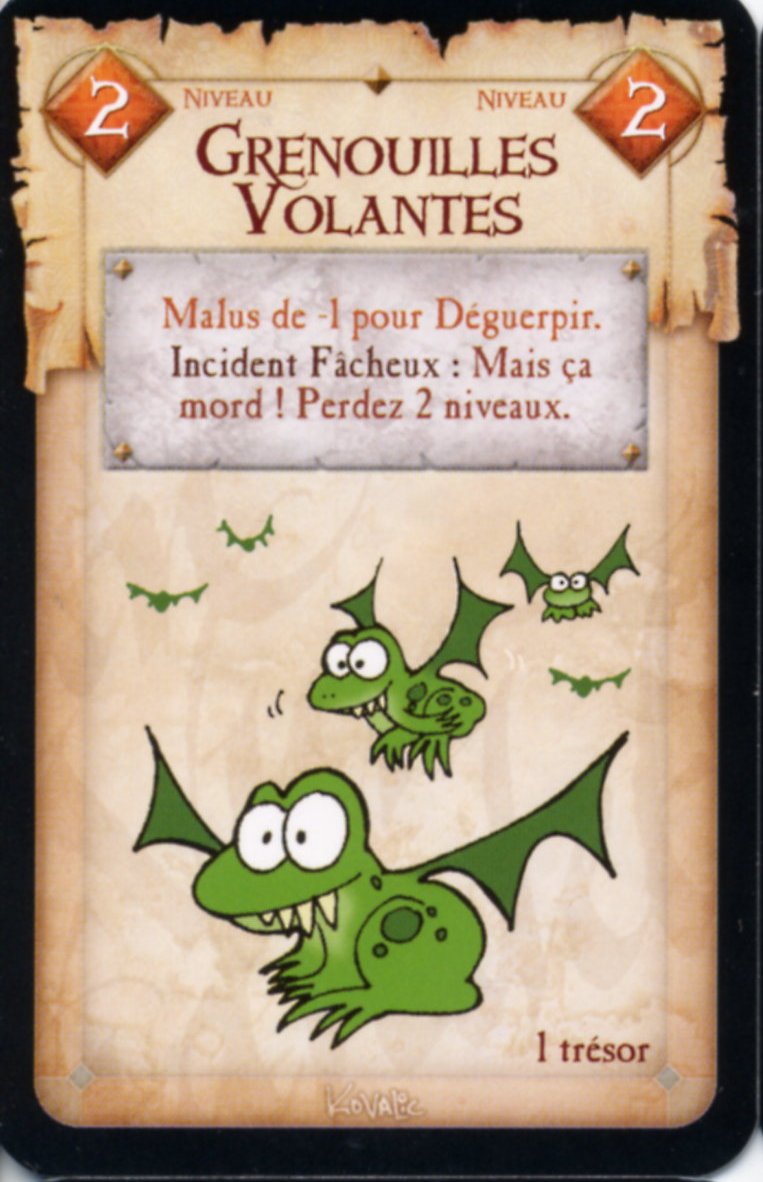 2 NIVEAU NIVEAU 2
GRENOUILLES
VOLANTES
Malus de -1 pour Déguerpir.
Incident Fâcheux : Mais ça
mord ! Perdez 2 niveaux.
1 trésor
KOVALIC